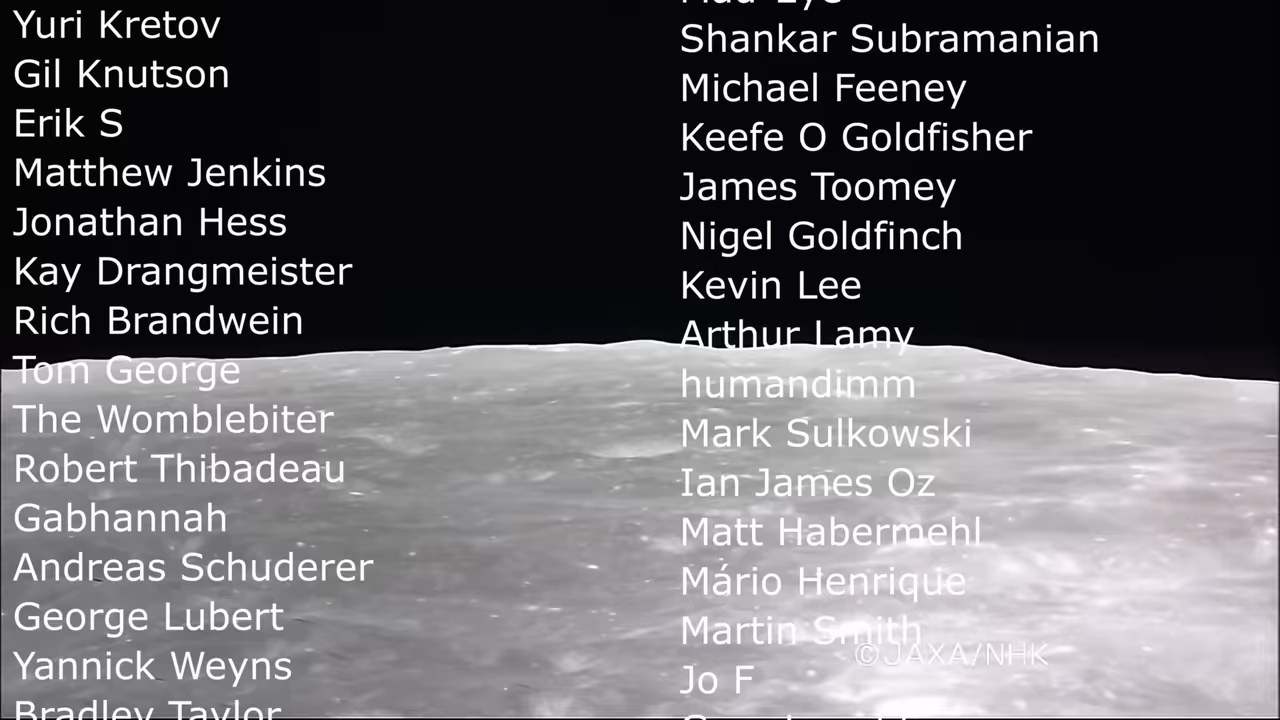 Yuri Kretov
Gil Knutson
Erik S
Matthew Jenkins
Jonathan Hess
Kay Drangmeister
Rich Brandwein
Tom George
The Womblebiter
Robert Thibadeau
Gabhannah
Andreas Schuderer
George Lubert
Yannick Weyns
Bradley Taylor
Shankar Subramanian
Michael Feeney
Keefe O Goldfisher
James Toomey
Nigel Goldfinch
Kevin Lee
Arthur Lamy
humandimm
Mark Sulkowski
Ian James Oz
Matt Habermehl
Mário Henrique
Martin Smith
©JAXA/NHK
Jo F